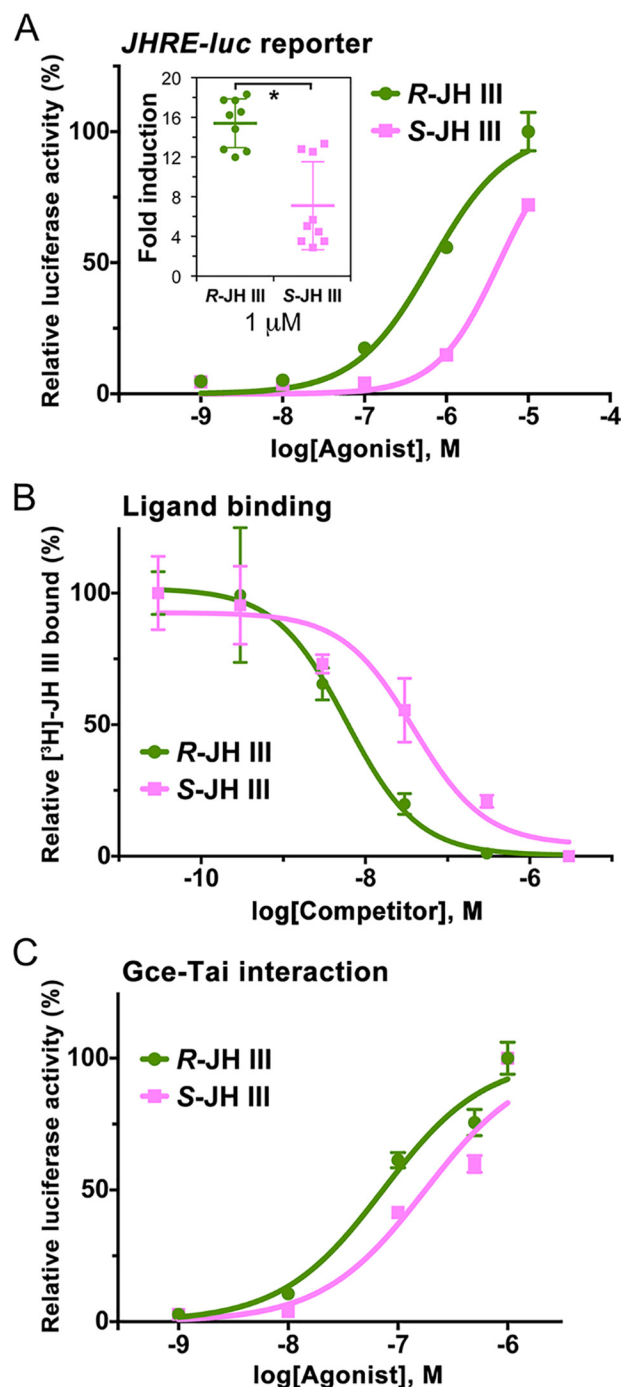 A
JHRE-luc reporter
Relative luciferase activity (%)
100
50
0
-9
-8
-7
-6
-5
-4
log[Agonist], M
R-JH III
S-JH III
Fold induction
20
16
12
8
4
0
*
R-JH III
S-JH III
1 μM
B
Ligand binding
Relative [³H]-JH III bound (%)
100
50
0
R-JH III
S-JH III
-10
-8
-6
log[Competitor], M
C
Gce-Tai interaction
Relative luciferase activity (%)
100
50
0
R-JH III
S-JH III
-9
-8
-7
-6
log[Agonist], M